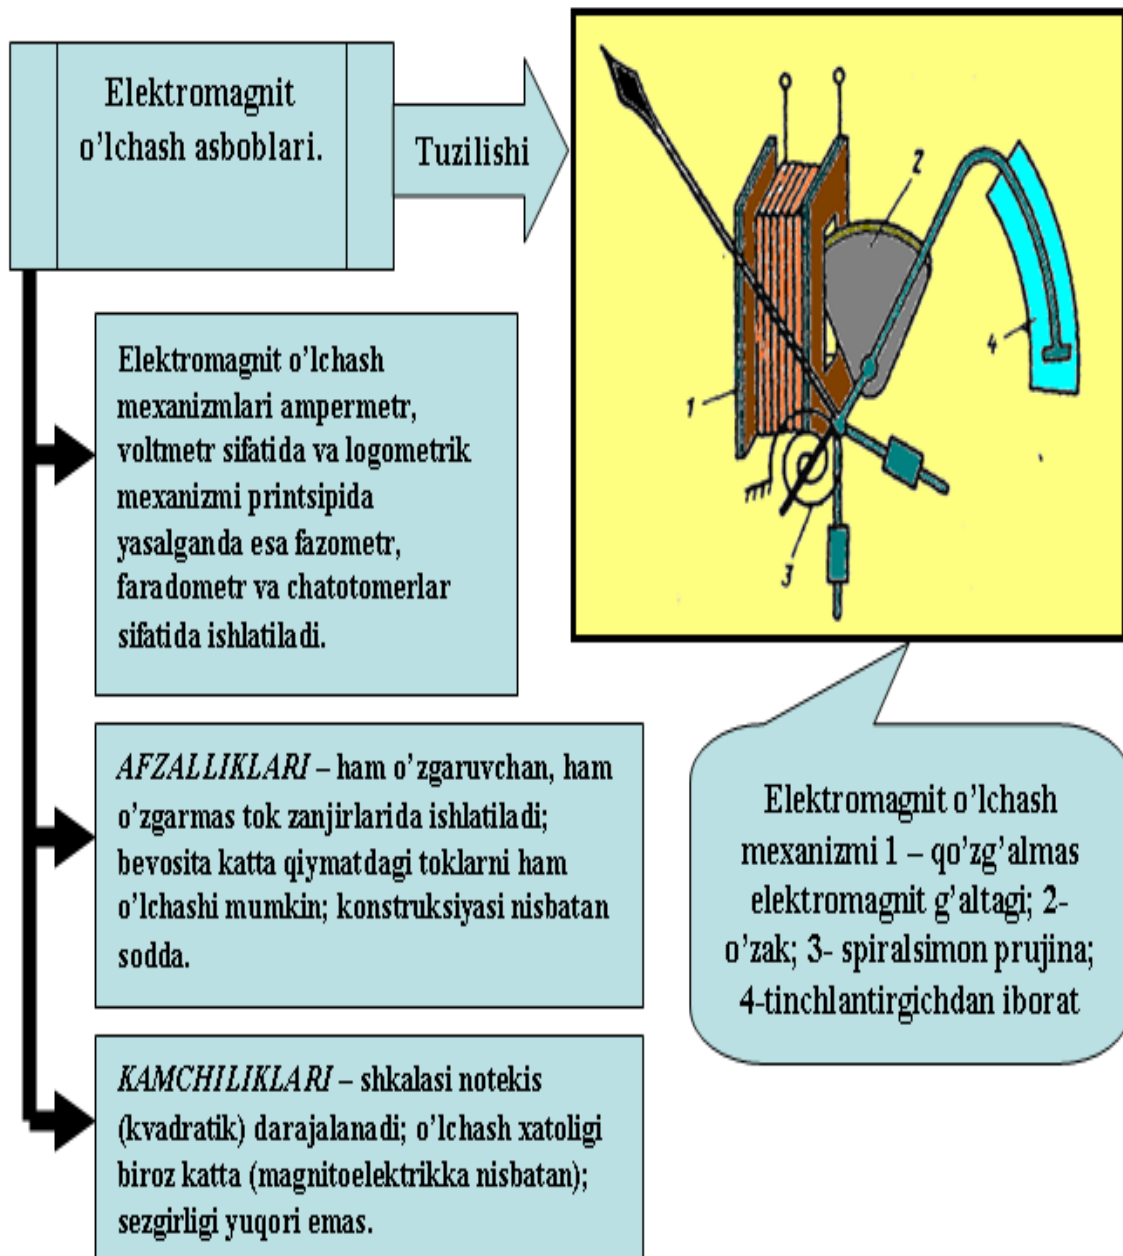 Elektromagnit
o’lchash asboblari.
Tuzilishi
2
4
1
3
Elektromagnit o’lchash
mexanizmlari ampermetr,
voltmetr sifatida va logometrik
mexanizmi printsipida
yasalganda esa fazometr,
faradometr va chatotomerlar
sifatida ishlatiladi.
AFZALLIKLARI – ham o’zgaruvchan, ham
o’zgarmas tok zanjirlarida ishlatiladi;
bevosita katta qiymatdagi toklarni ham
o’lchashi mumkin; konstruksiyasi nisbatan
sodda.
Elektromagnit o’lchash
mexanizmi 1 – qo’zg’almas
elektromagnit g’altagi; 2-
o’zak; 3- spiralsimon prujina;
4-tinchlantirgichdan iborat
KAMCHILIKLARI – shkalasi notekis
(kvadratik) darajalanadi; o’lchash xatoligi
biroz katta (magnitoelektrikka nisbatan);
sezgirligi yuqori emas.